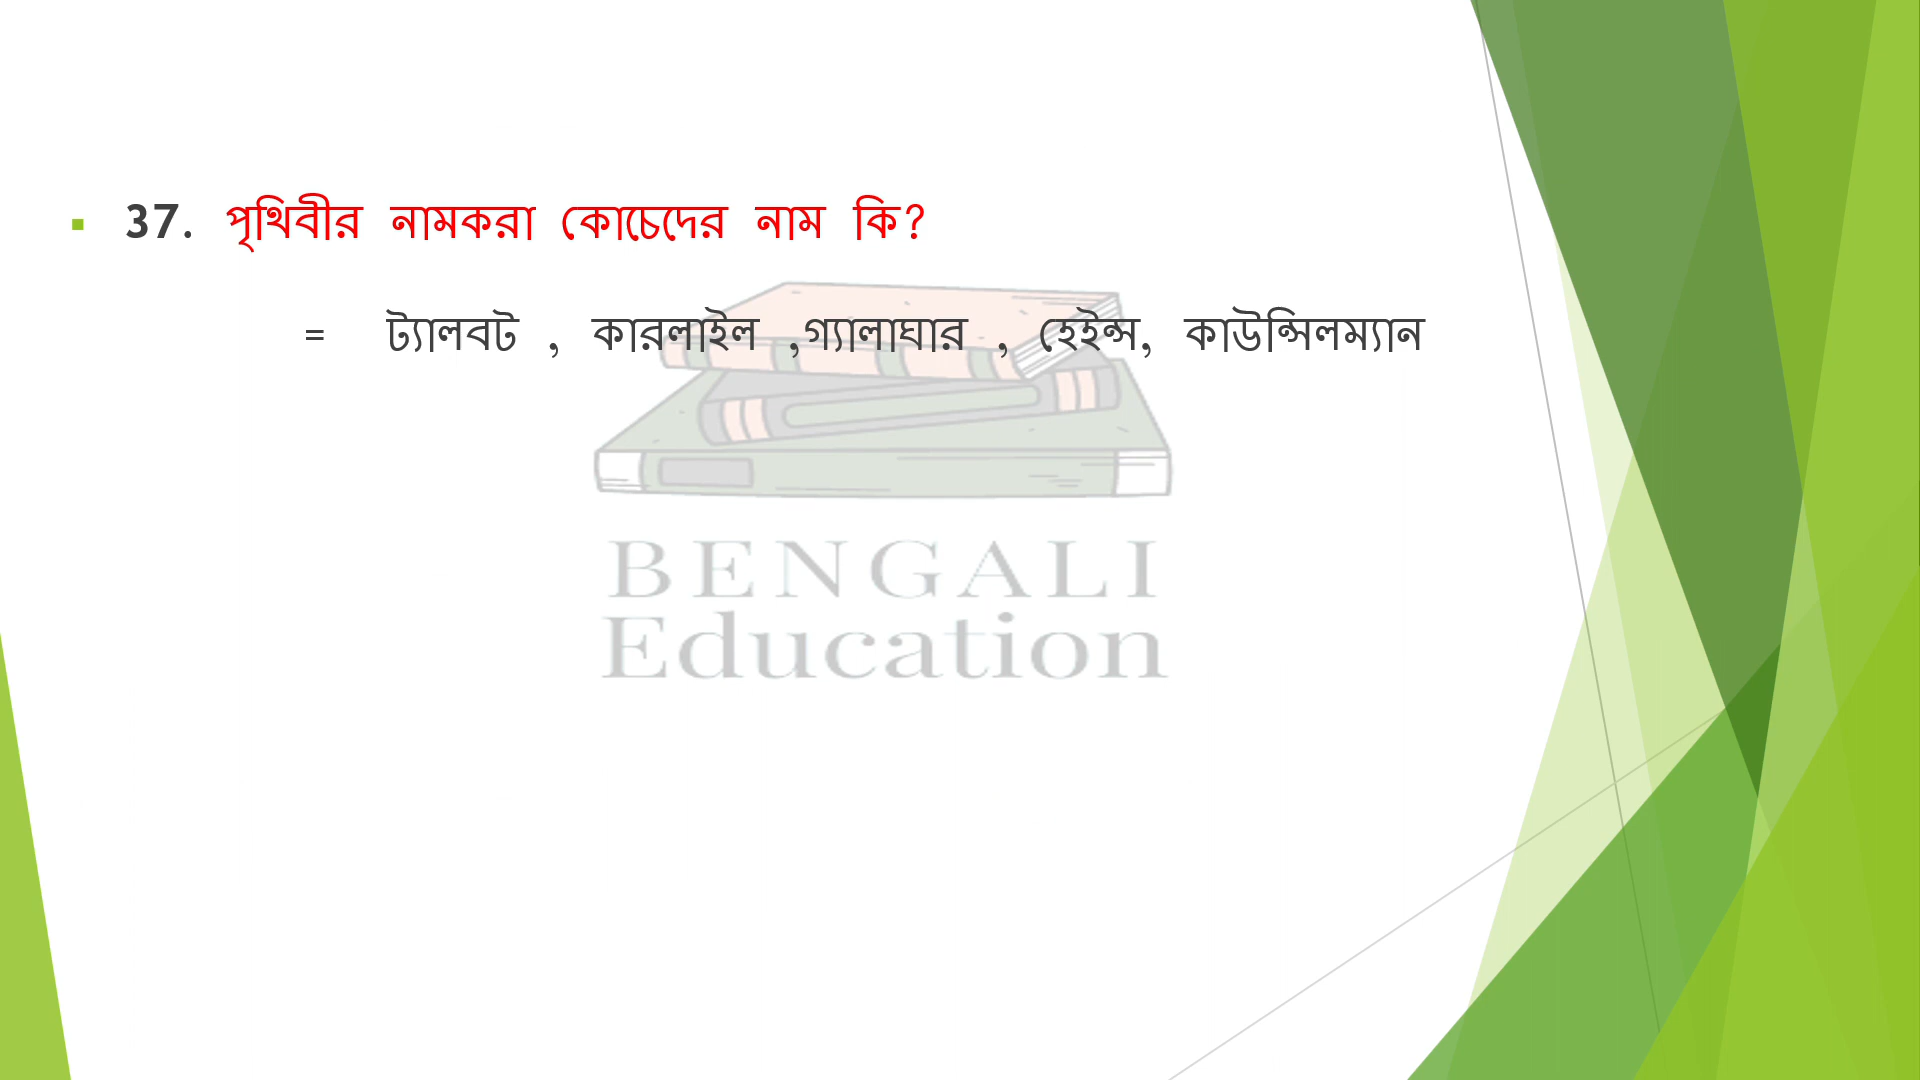 37. পৃথিবীর নামকরা কোচেদের নাম কি?
= ট্যালবট , কারলাইল ,গ্যালাঘার , হেইন্স, কাউন্সিলম্যান
BENGALI
Education